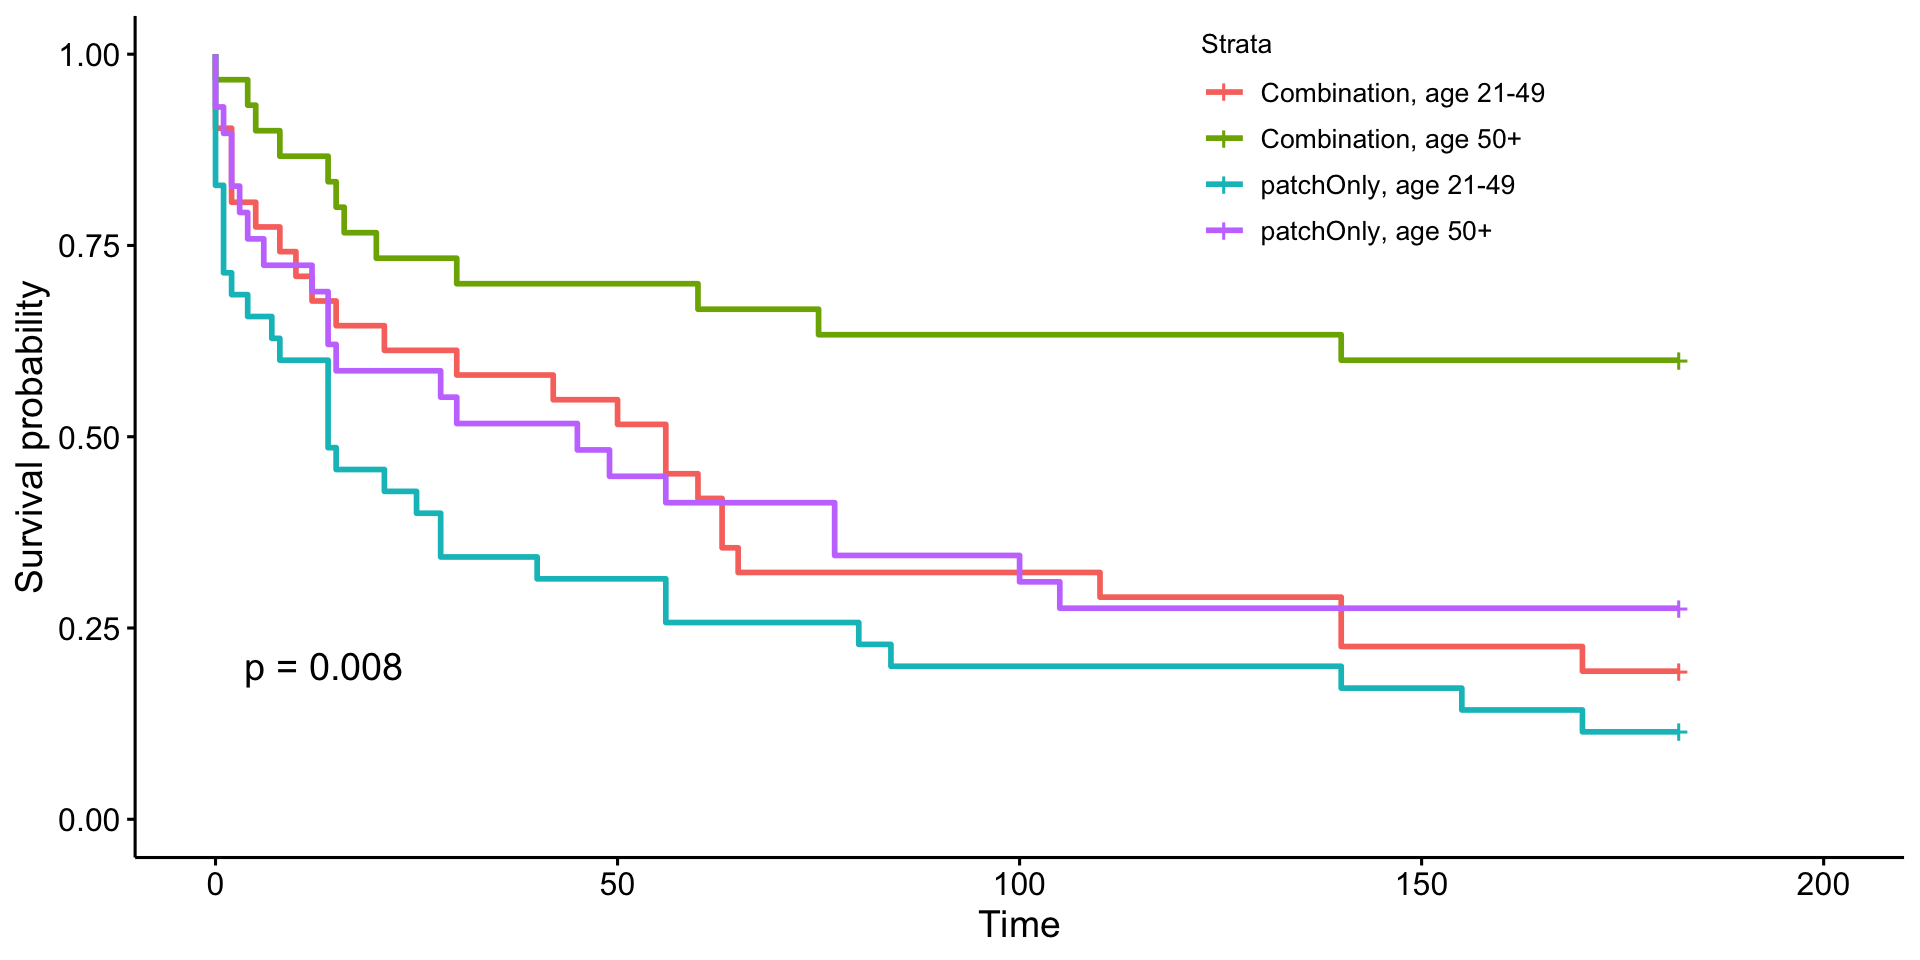 Strata
Combination, age 21-49
Combination, age 50+
patchOnly, age 21-49
patchOnly, age 50+
Survival probability
1.00
0.75
0.50
0.25
0.00
p = 0.008
0 50 100 150 200
Time